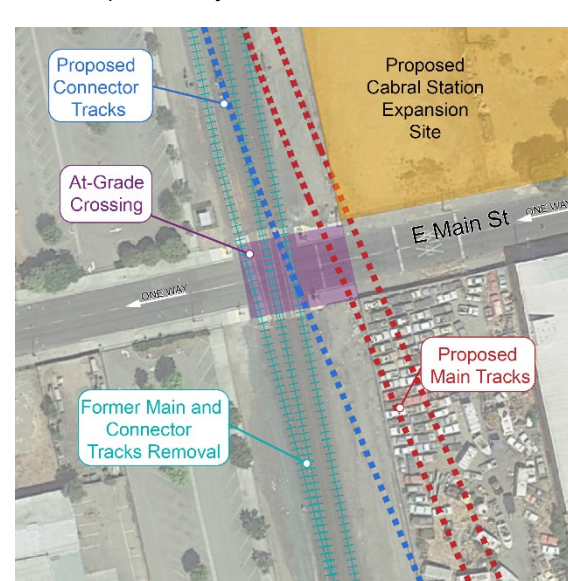 Proposed
Connector
Tracks
Proposed
Cabral Station
Expansion
Site
At-Grade
Crossing
E Main St
ONE WAY
ONE WAY
Proposed
Main Tracks
Former Main and
Connector
Tracks Removal